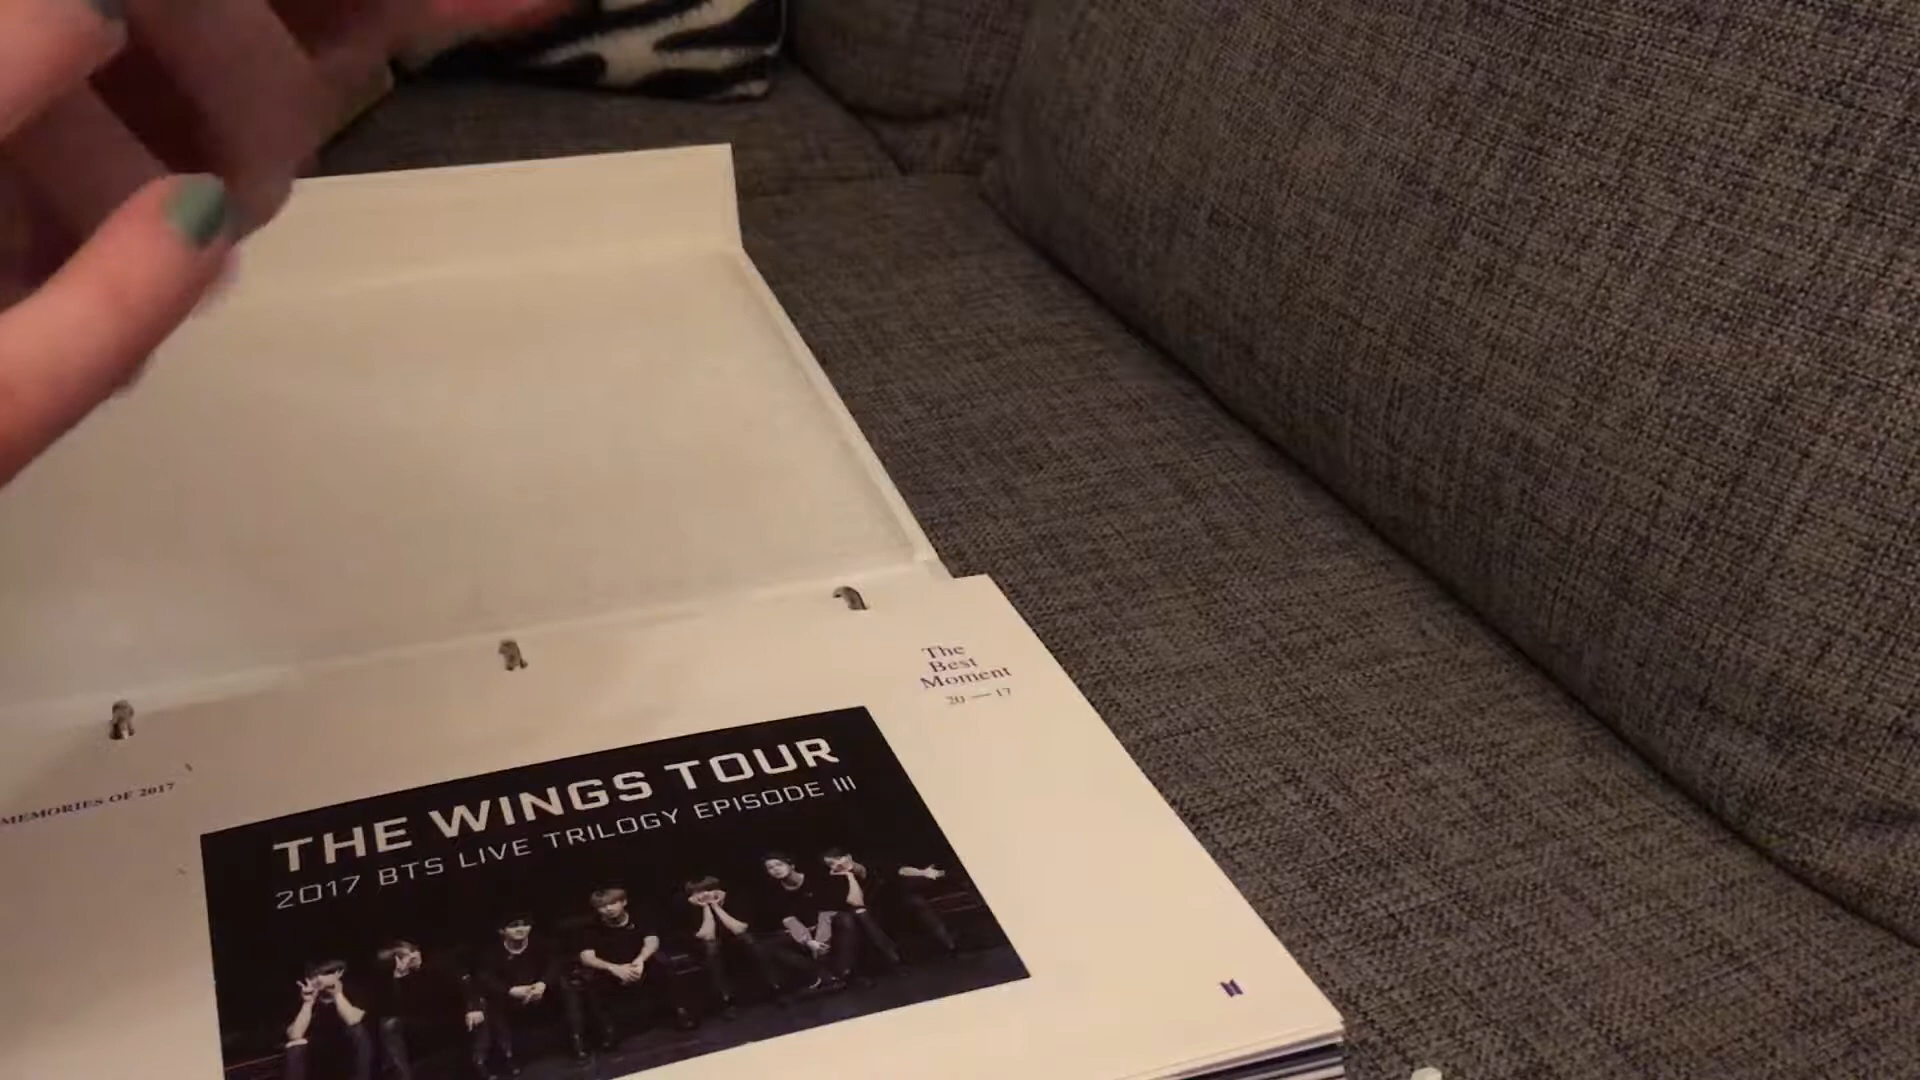 The
Best
Moment
20 — 17
MEMORIES OF 2017
THE WINGS TOUR
2017 BTS LIVE TRILOGY EPISODE III